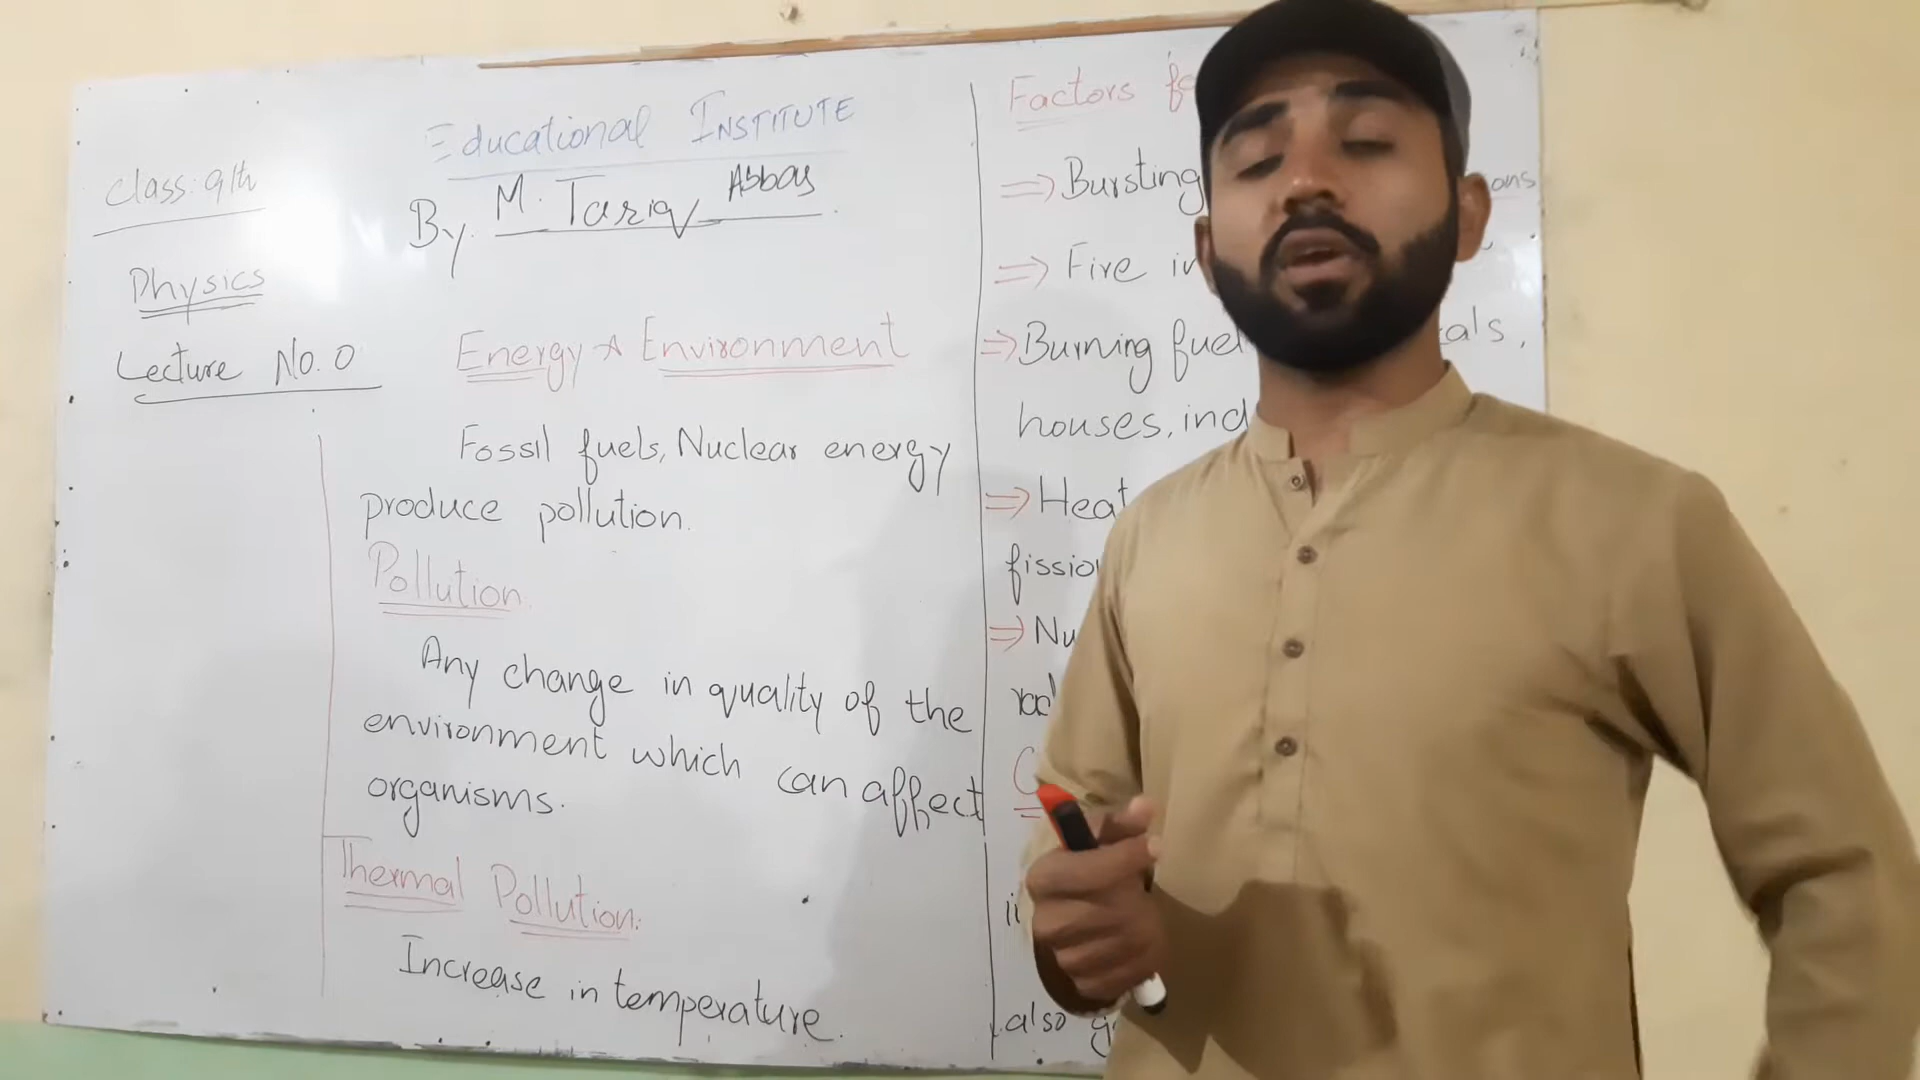 Educational INSTITUTE
By M. Tariq Abbas
Class: 9th
Physics
Lecture No. 0
Energy & Environment
Fossil fuels, Nuclear energy
produce pollution.
Pollution
Any change in quality of the
environment which can affect
organisms.
Thermal Pollution:
Increase in temperature.
Factors
Bursting
⇒ Fire
⇒ Burning fuel
houses,
⇒ Heat
⇒
also